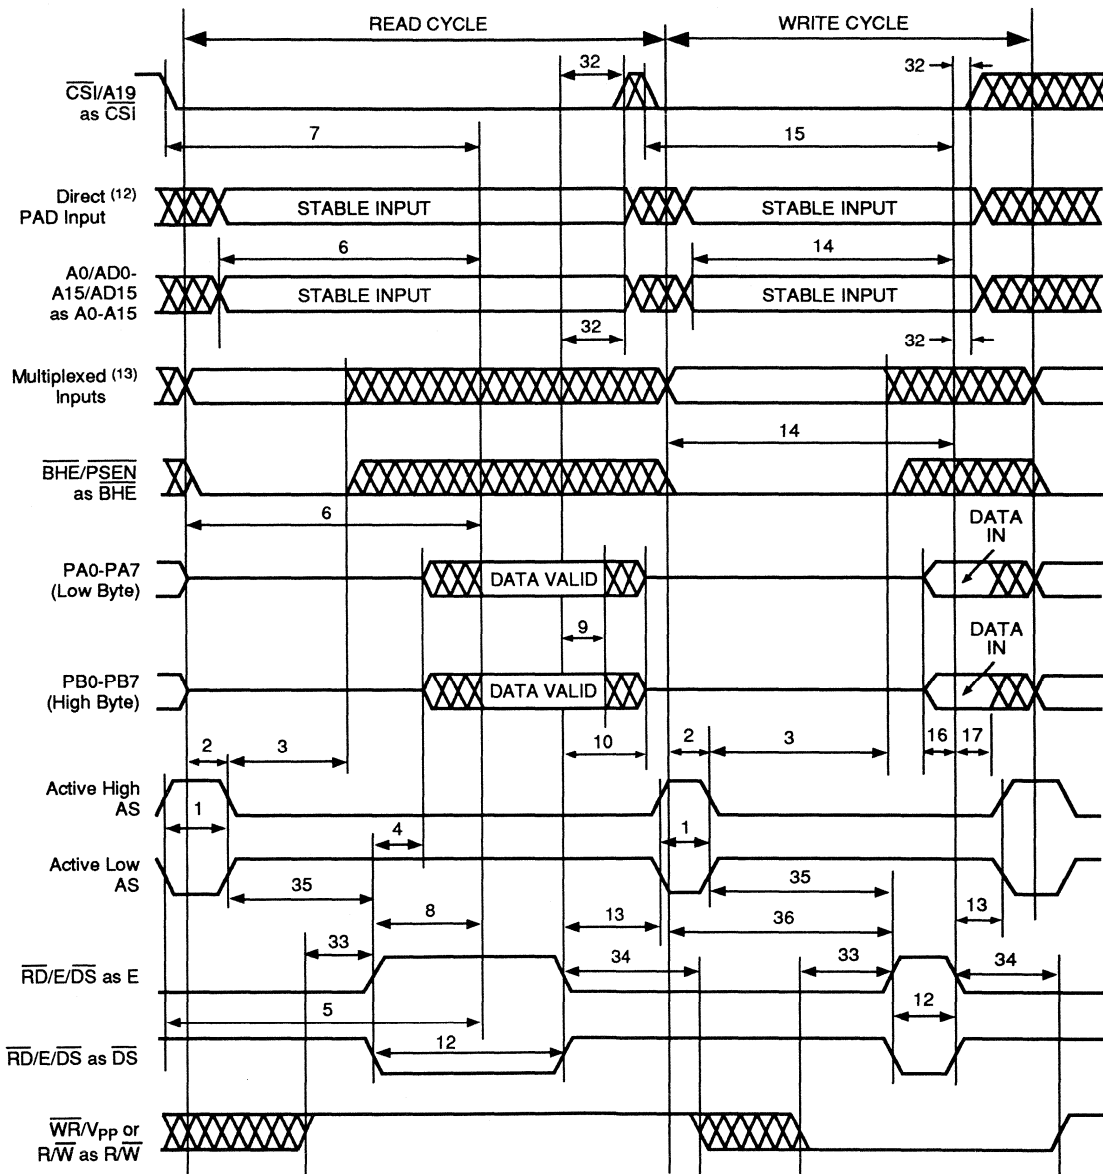 READ CYCLE
WRITE CYCLE
32
32
CSI/A19
as CSI
7
15
Direct (12)
PAD Input
STABLE INPUT
STABLE INPUT
6
14
A0/AD0-
A15/AD15
as A0-A15
STABLE INPUT
STABLE INPUT
32
32
Multiplexed (13)
Inputs
14
BHE/PSEN
as BHE
6
DATA
IN
PA0-PA7
(Low Byte)
DATA VALID
9
DATA
IN
PB0-PB7
(High Byte)
DATA VALID
2
3
10
2
3
16
17
Active High
AS
1
4
1
Active Low
AS
35
35
8
13
36
13
33
34
33
34
RD/E/DS as E
5
12
12
RD/E/DS as DS
WR/VPP or
R/W as R/W